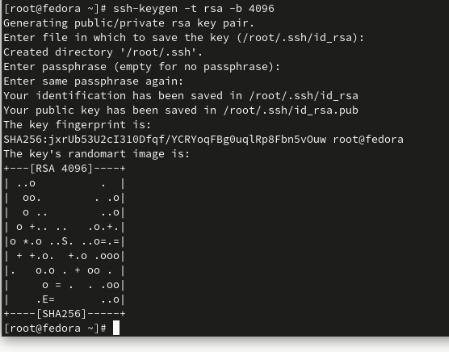 [root@fedora ~]# ssh-keygen -t rsa -b 4096
Generating public/private rsa key pair.
Enter file in which to save the key (/root/.ssh/id_rsa):
Created directory '/root/.ssh'.
Enter passphrase (empty for no passphrase):
Enter same passphrase again:
Your identification has been saved in /root/.ssh/id_rsa
Your public key has been saved in /root/.ssh/id_rsa.pub
The key fingerprint is:
SHA256:jxrUb53U2cI3l0Dfqf/YCRYoqFBg0uqlRp8Fbn5vOuw root@fedora
The key's randomart image is:
+---[RSA 4096]----+
| ..o          .  |
|  oo.        . .o|
|  o ..        ..o|
| o +.. ..   .o.+.|
|o *.o ..S. ..o=.=|
| + +.o.  +.o .ooo|
|.   o.o . + oo . |
|     o = .  . .oo|
|    .E=       ..o|
+----[SHA256]-----+
[root@fedora ~]#